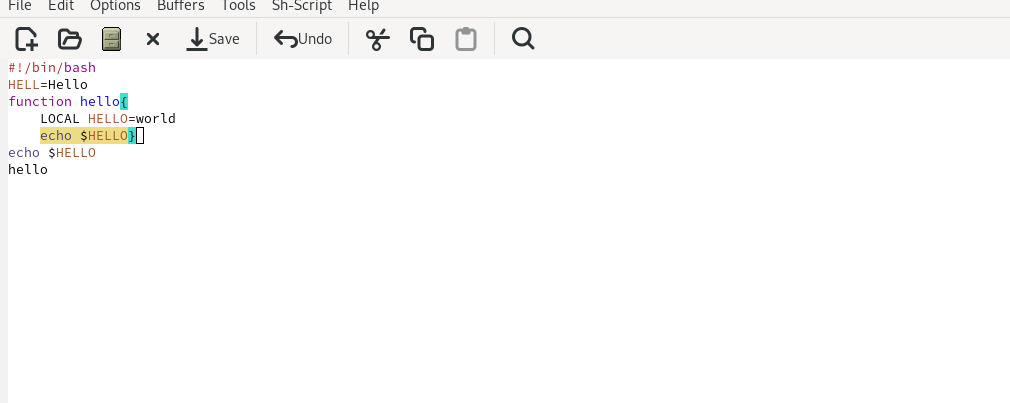 File Edit Options Buffers Tools Sh-Script Help
Save Undo
#!/bin/bash
HELL=Hello
function hello{
    LOCAL HELLO=world
    echo $HELLO}
echo $HELLO
hello